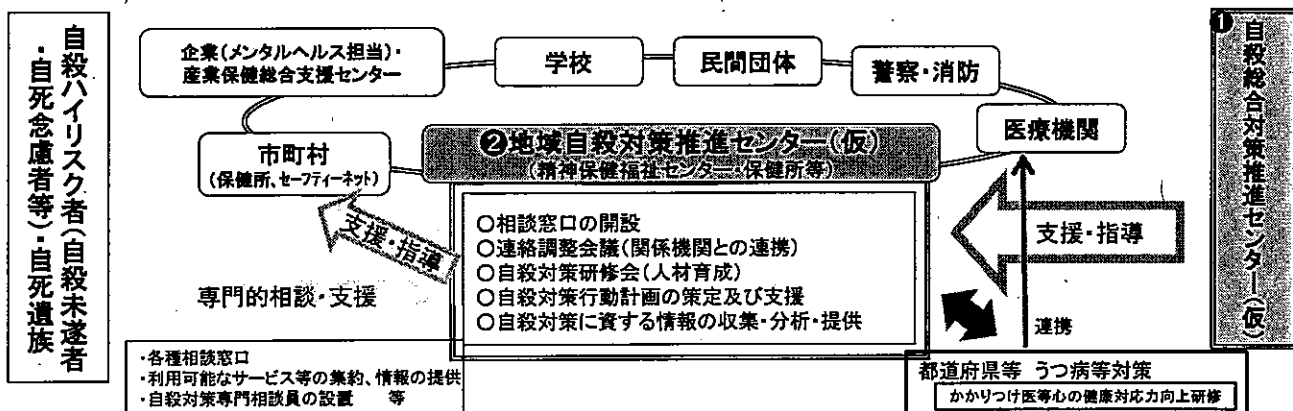 自殺ハイリスク者(自殺未遂者
・自死念慮者等)・自死遺族
企業(メンタルヘルス担当)・
産業保健総合支援センター
学校
民間団体
警察・消防
医療機関
市町村
(保健所、セーフティーネット)
❷地域自殺対策推進センター(仮)
(精神保健福祉センター・保健所等)
○相談窓口の開設
○連絡調整会議(関係機関との連携)
○自殺対策研修会(人材育成)
○自殺対策行動計画の策定及び支援
○自殺対策に資する情報の収集・分析・提供
支援・指導
専門的相談・支援
・各種相談窓口
・利用可能なサービス等の集約、情報の提供
・自殺対策専門相談員の設置　等
支援・指導
連携
都道府県等 うつ病等対策
かかりつけ医等心の健康対応力向上研修
❶
自殺総合対策推進センター(仮)